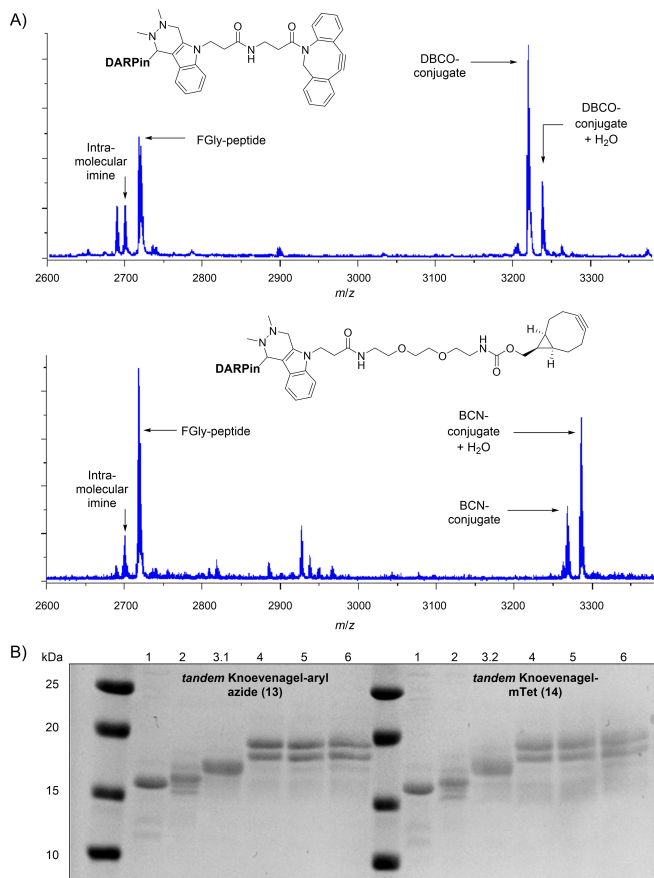 A)
N
N
N
DARPin
O
N
H
O
N
Intra-
molecular
imine
FGly-peptide
DBCO-
conjugate
DBCO-
conjugate
+ H2O
2600 2700 2800 2900 3000 3100 3200 3300
m/z
N
N
N
DARPin
O
N
H
O
O
H
N
O
O
H
H
Intra-
molecular
imine
FGly-peptide
BCN-
conjugate
+ H2O
BCN-
conjugate
2600 2700 2800 2900 3000 3100 3200 3300
m/z
B)
kDa 1 2 3.1 4 5 6 1 2 3.2 4 5 6
25
20
15
10
tandem Knoevenagel-aryl
azide (13)
tandem Knoevenagel-
mTet (14)